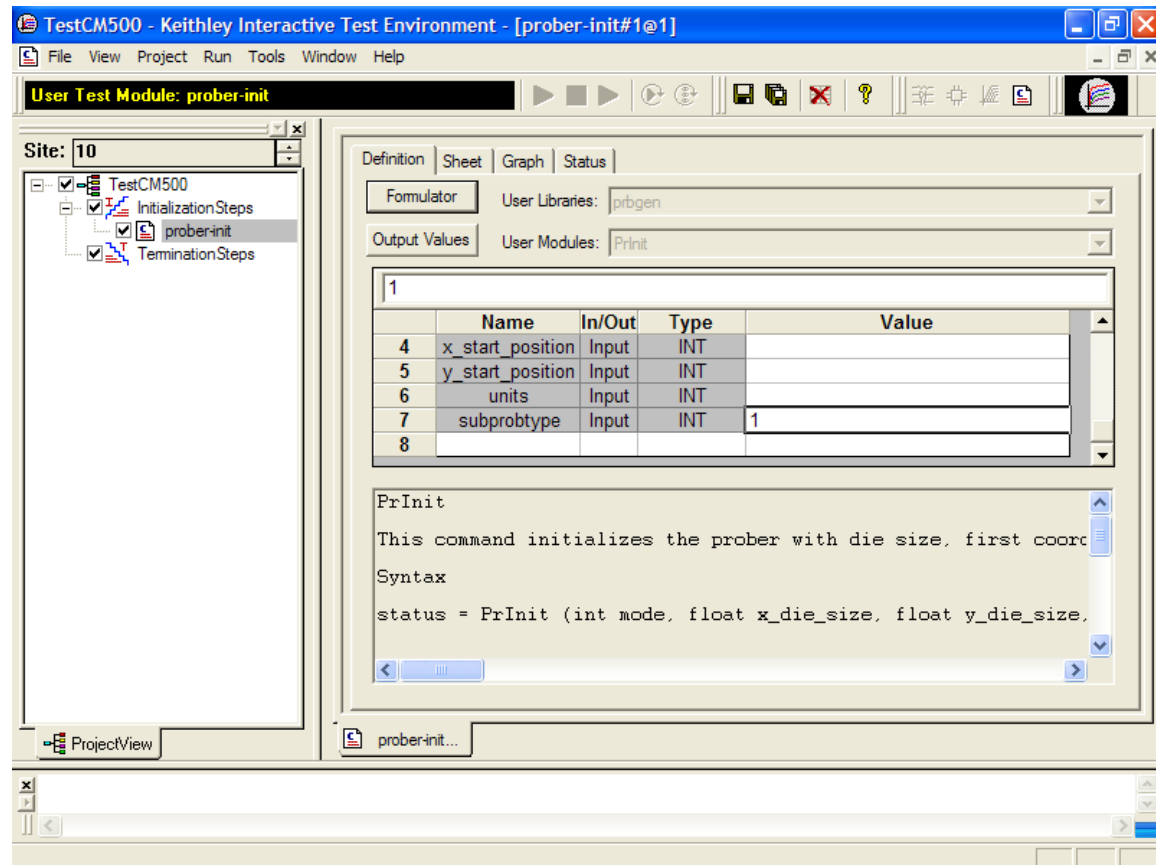 TestCM500 - Keithley Interactive Test Environment - [prober-init#1@1]
File View Project Run Tools Window Help
User Test Module: prober-init
Site: 10
TestCM500
InitializationSteps
prober-init
TerminationSteps
ProjectView
Definition Sheet Graph Status
Formulator User Libraries: prbgen
Output Values User Modules: PrInit
1
Name In/Out Type Value
4 x_start_position Input INT
5 y_start_position Input INT
6 units Input INT
7 subprobtype Input INT 1
8
PrInit
This command initializes the prober with die size, first coord
Syntax
status = PrInit (int mode, float x_die_size, float y_die_size,
prober-init...